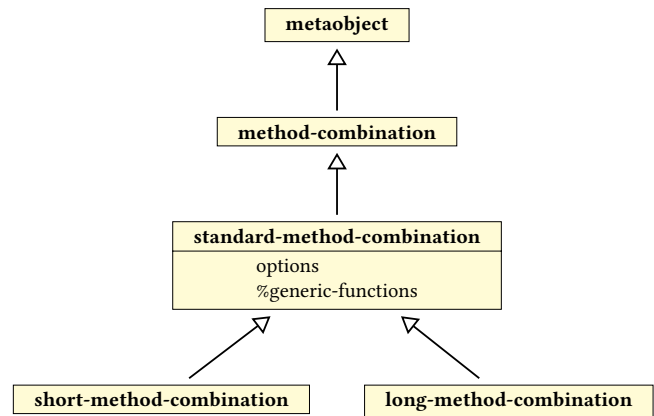 metaobject
method-combination
standard-method-combination
options
%generic-functions
short-method-combination
long-method-combination